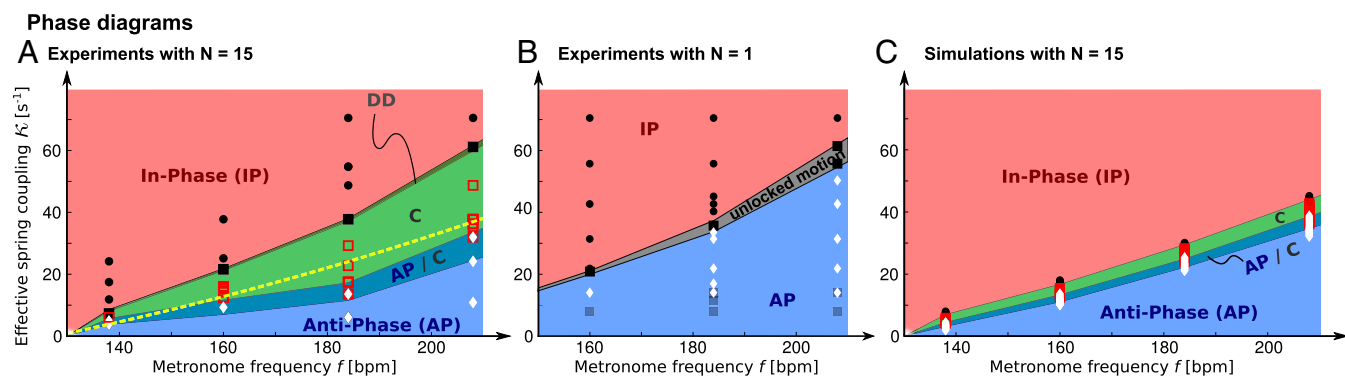 Phase diagrams
A Experiments with N = 15
B Experiments with N = 1
C Simulations with N = 15
Effective spring coupling 𝒦 [s⁻¹]
60
40
20
0
DD
In-Phase (IP)
C
AP / C
Anti-Phase (AP)
140
160
180
200
Metronome frequency f [bpm]
60
40
20
0
IP
unlocked motion
AP
160
180
200
Metronome frequency f [bpm]
60
40
20
0
In-Phase (IP)
C
AP / C
Anti-Phase (AP)
140
160
180
200
Metronome frequency f [bpm]